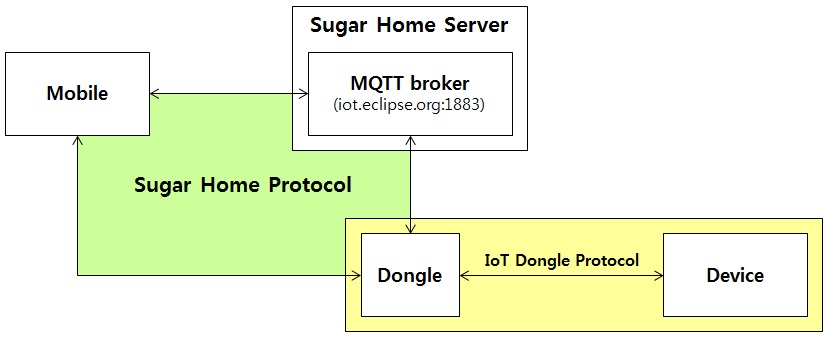 Sugar Home Server
Mobile
MQTT broker
(iot.eclipse.org:1883)
Sugar Home Protocol
Dongle
IoT Dongle Protocol
Device